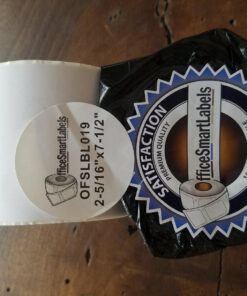 OfficeSmartLabels
OFSLBL019
2-5/16"x7-1/2"
SATISFACTION
PREMIUM QUALITY
OfficeSmartLabels